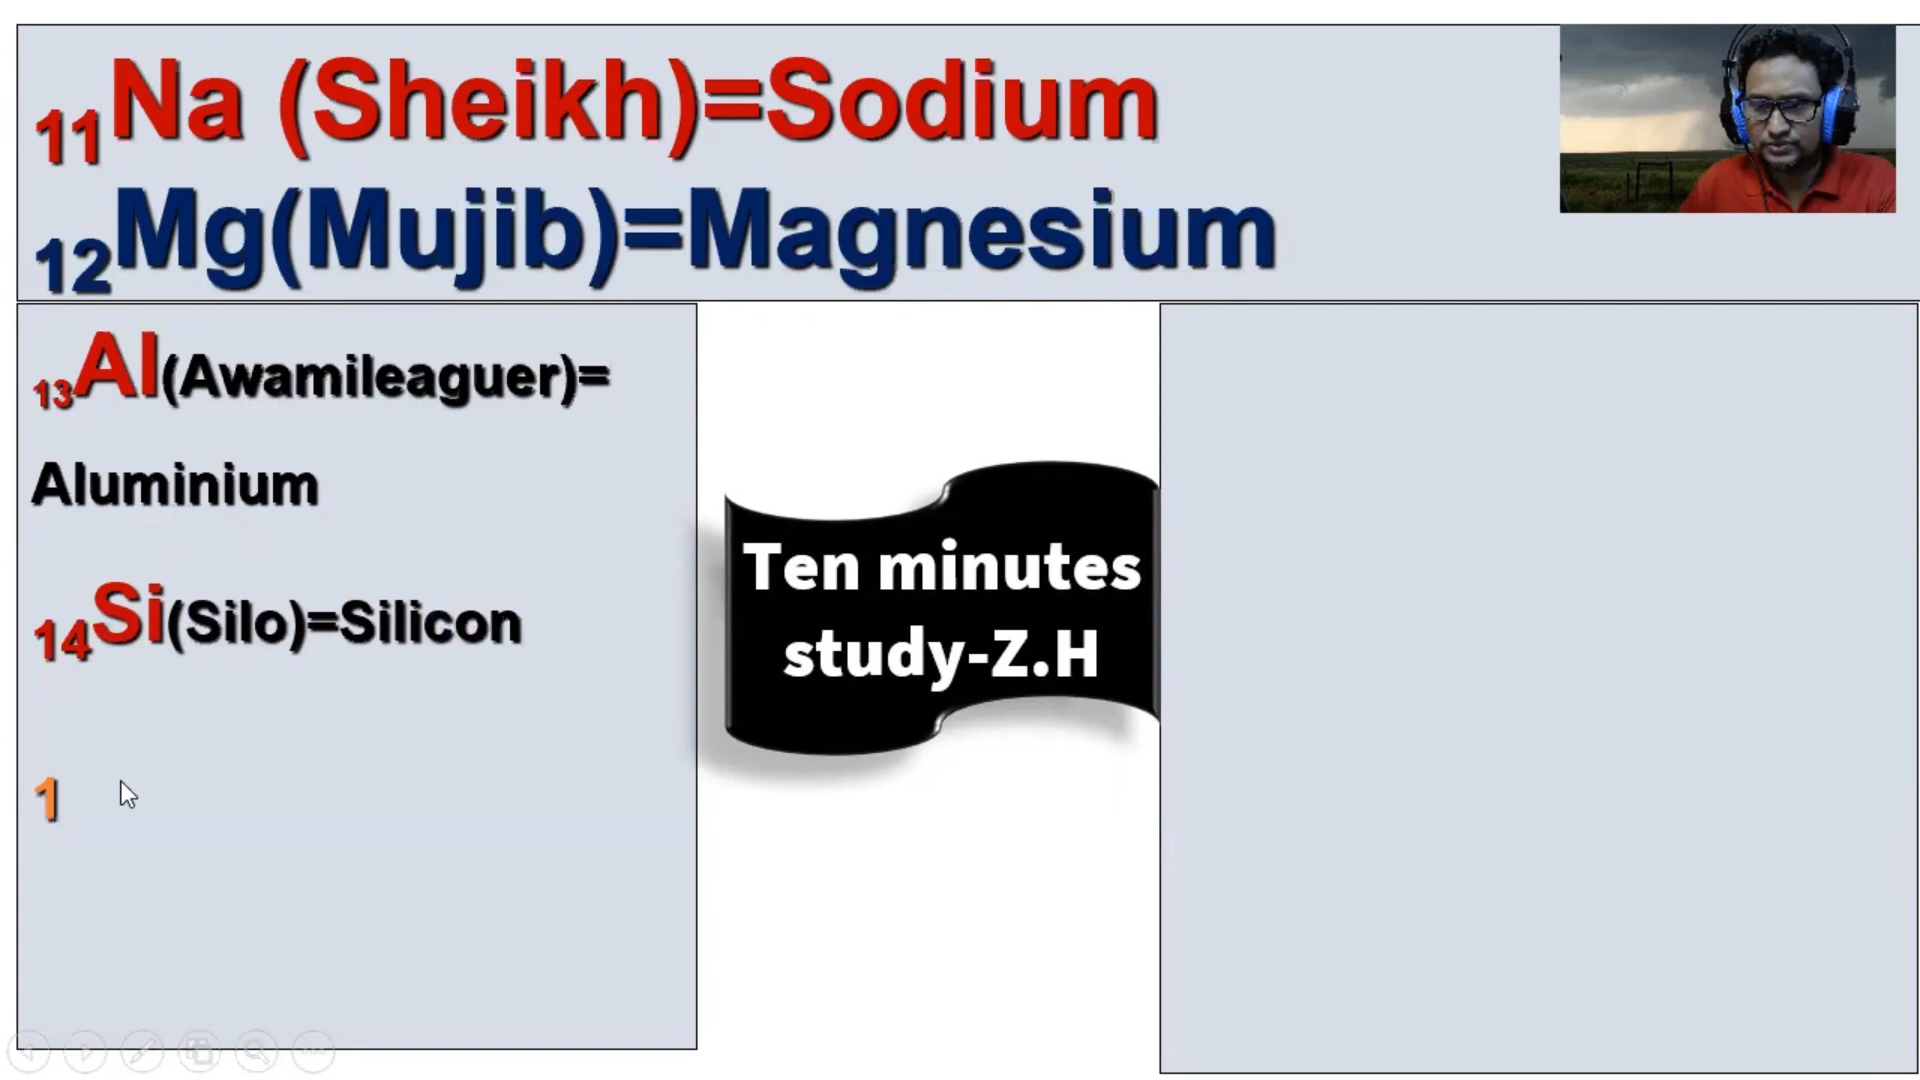 11Na (Sheikh)=Sodium
12Mg(Mujib)=Magnesium
13Al(Awamileaguer)=
Aluminium
14Si(Silo)=Silicon
1
Ten minutes
study-Z.H